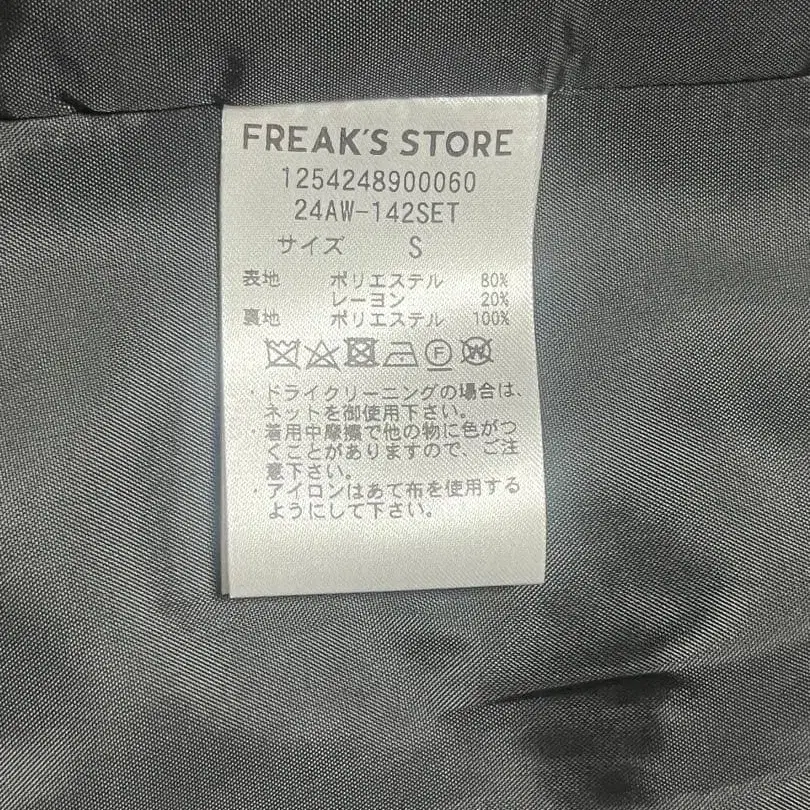 FREAK'S STORE
1254248900060
24AW-142SET
サイズ S
表地 ポリエステル 80%
レーヨン 20%
裏地 ポリエステル 100%
F W
・ドライクリーニングの場合は、
ネットを御使用下さい。
・着用中摩擦で他の物に色がつ
くことがありますので、ご注
意下さい。
・アイロンはあて布を使用する
ようにして下さい。